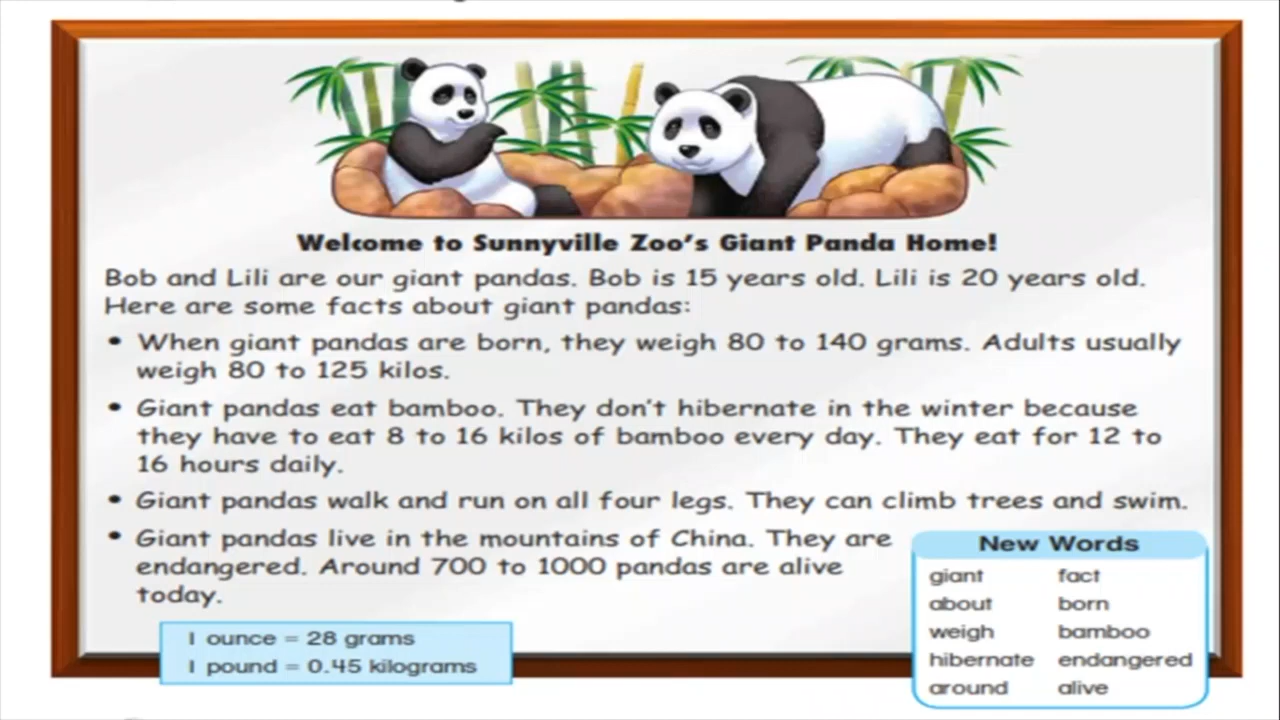 Welcome to Sunnyville Zoo's Giant Panda Home!
Bob and Lili are our giant pandas. Bob is 15 years old. Lili is 20 years old.
Here are some facts about giant pandas:
• When giant pandas are born, they weigh 80 to 140 grams. Adults usually
weigh 80 to 125 kilos.
• Giant pandas eat bamboo. They don't hibernate in the winter because
they have to eat 8 to 16 kilos of bamboo every day. They eat for 12 to
16 hours daily.
• Giant pandas walk and run on all four legs. They can climb trees and swim.
• Giant pandas live in the mountains of China. They are
endangered. Around 700 to 1000 pandas are alive
today.
1 ounce = 28 grams
1 pound = 0.45 kilograms
New Words
giant fact
about born
weigh bamboo
hibernate endangered
around alive